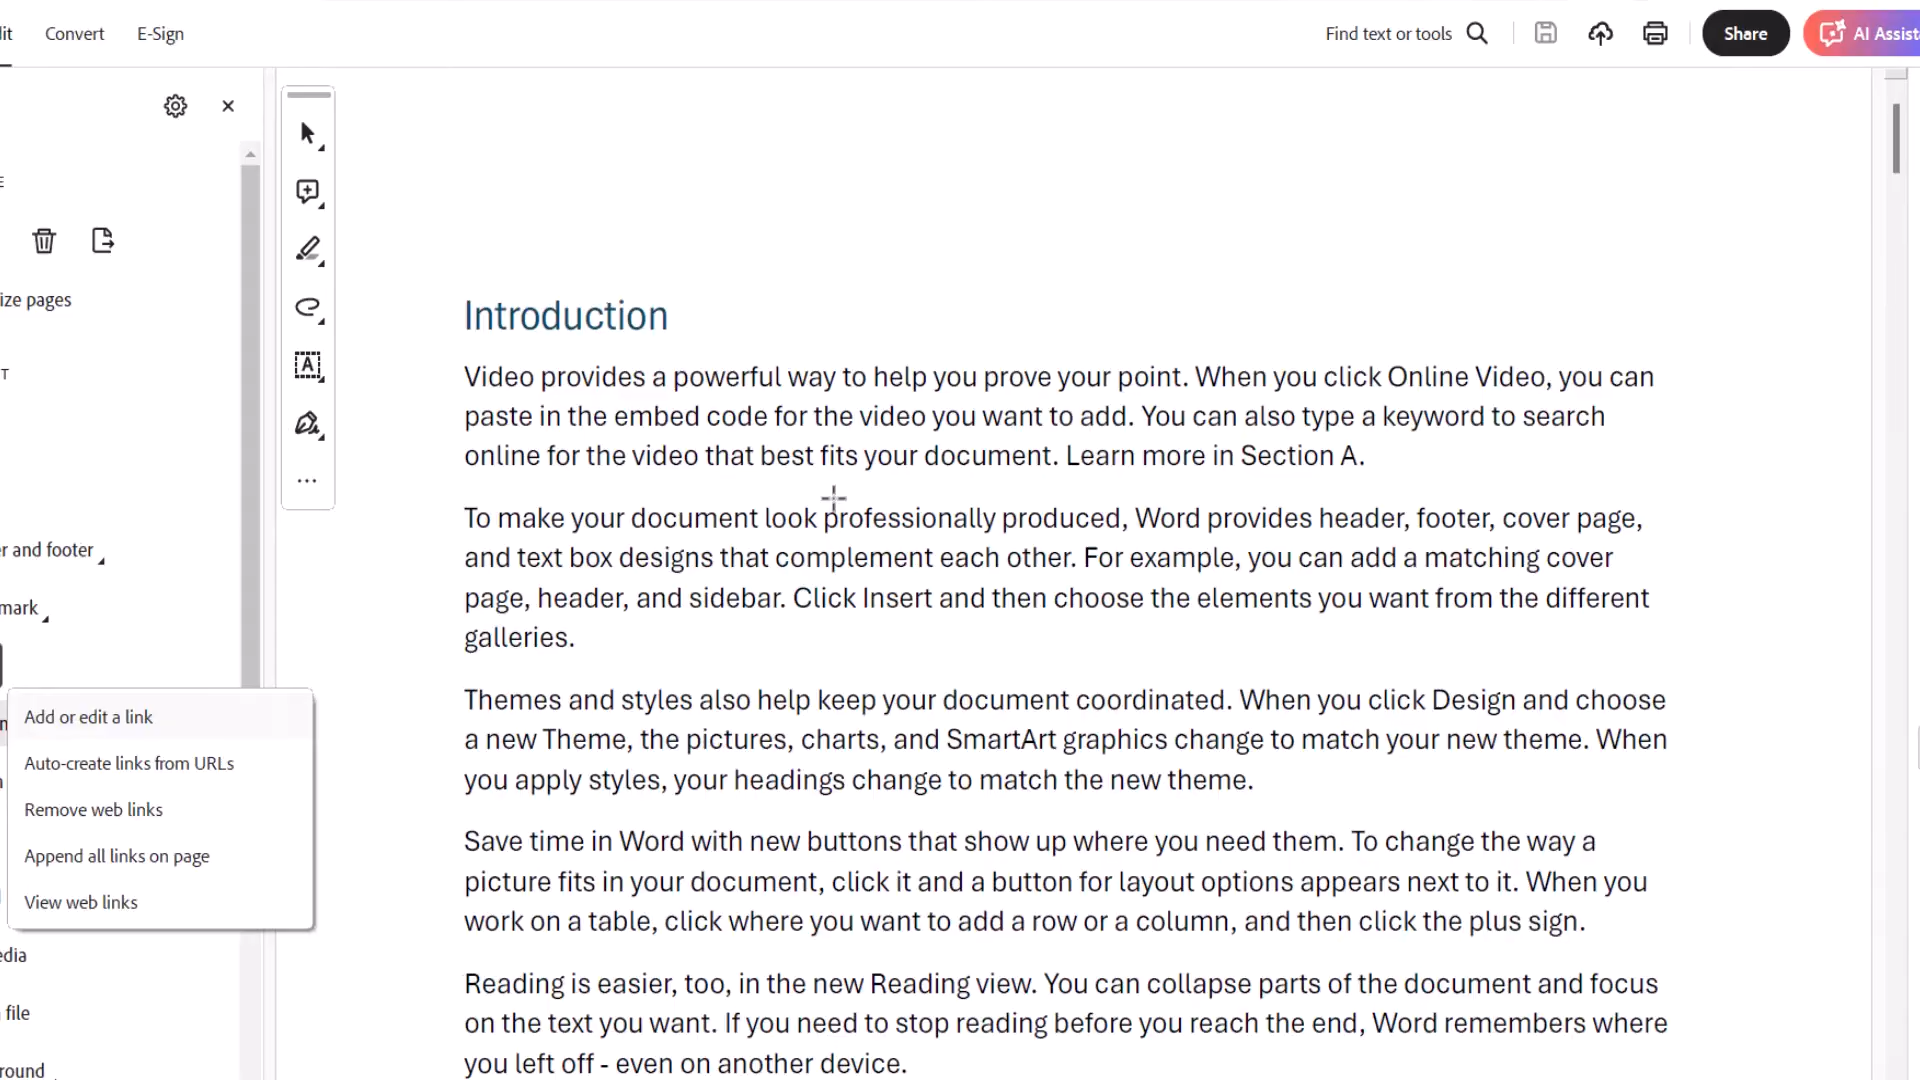 it
Convert
E-Sign
Find text or tools
Share
AI Assist
E
ize pages
T
r and footer
mark
Add or edit a link
Auto-create links from URLs
Remove web links
Append all links on page
View web links
edia
file
round
A
Introduction
Video provides a powerful way to help you prove your point. When you click Online Video, you can
paste in the embed code for the video you want to add. You can also type a keyword to search
online for the video that best fits your document. Learn more in Section A.
To make your document look professionally produced, Word provides header, footer, cover page,
and text box designs that complement each other. For example, you can add a matching cover
page, header, and sidebar. Click Insert and then choose the elements you want from the different
galleries.
Themes and styles also help keep your document coordinated. When you click Design and choose
a new Theme, the pictures, charts, and SmartArt graphics change to match your new theme. When
you apply styles, your headings change to match the new theme.
Save time in Word with new buttons that show up where you need them. To change the way a
picture fits in your document, click it and a button for layout options appears next to it. When you
work on a table, click where you want to add a row or a column, and then click the plus sign.
Reading is easier, too, in the new Reading view. You can collapse parts of the document and focus
on the text you want. If you need to stop reading before you reach the end, Word remembers where
you left off - even on another device.